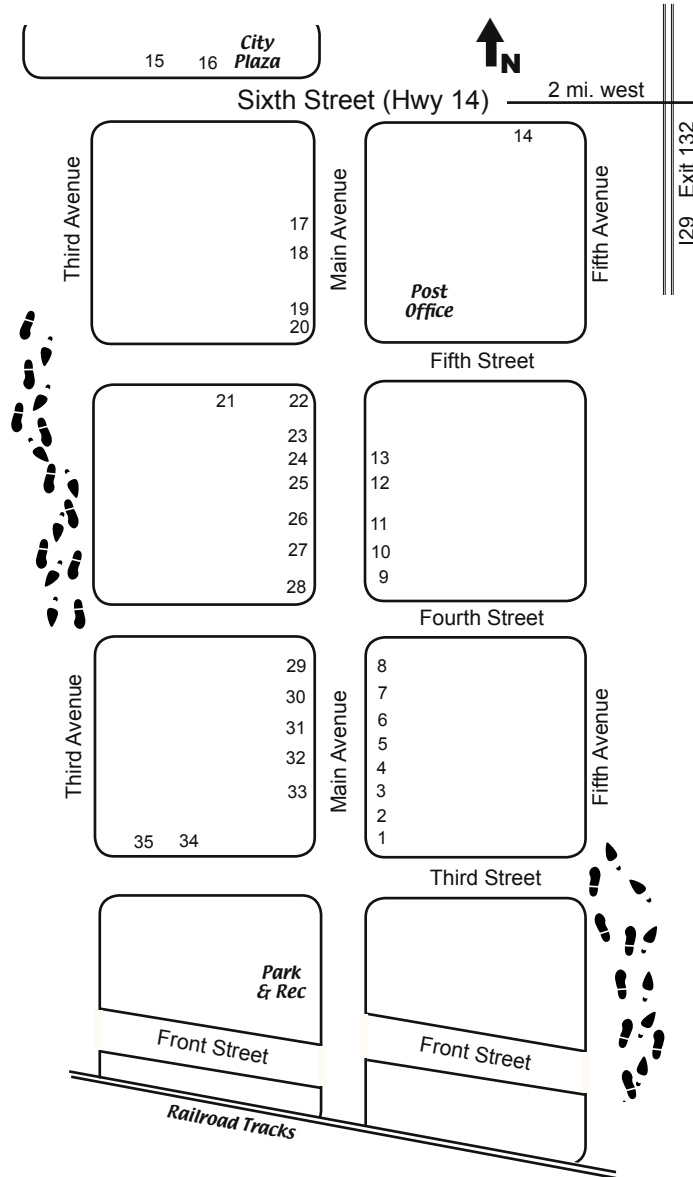 City
15 16 Plaza
N
Sixth Street (Hwy 14)
2 mi. west
I29 Exit 132
14
Third Avenue
Main Avenue
Fifth Avenue
17
18
Post
Office
19
20
Fifth Street
21 22
23
24
25
26
27
28
13
12
11
10
9
Fourth Street
Third Avenue
29
30
31
32
33
35 34
Main Avenue
8
7
6
5
4
3
2
1
Fifth Avenue
Third Street
Park
& Rec
Front Street
Front Street
Railroad Tracks